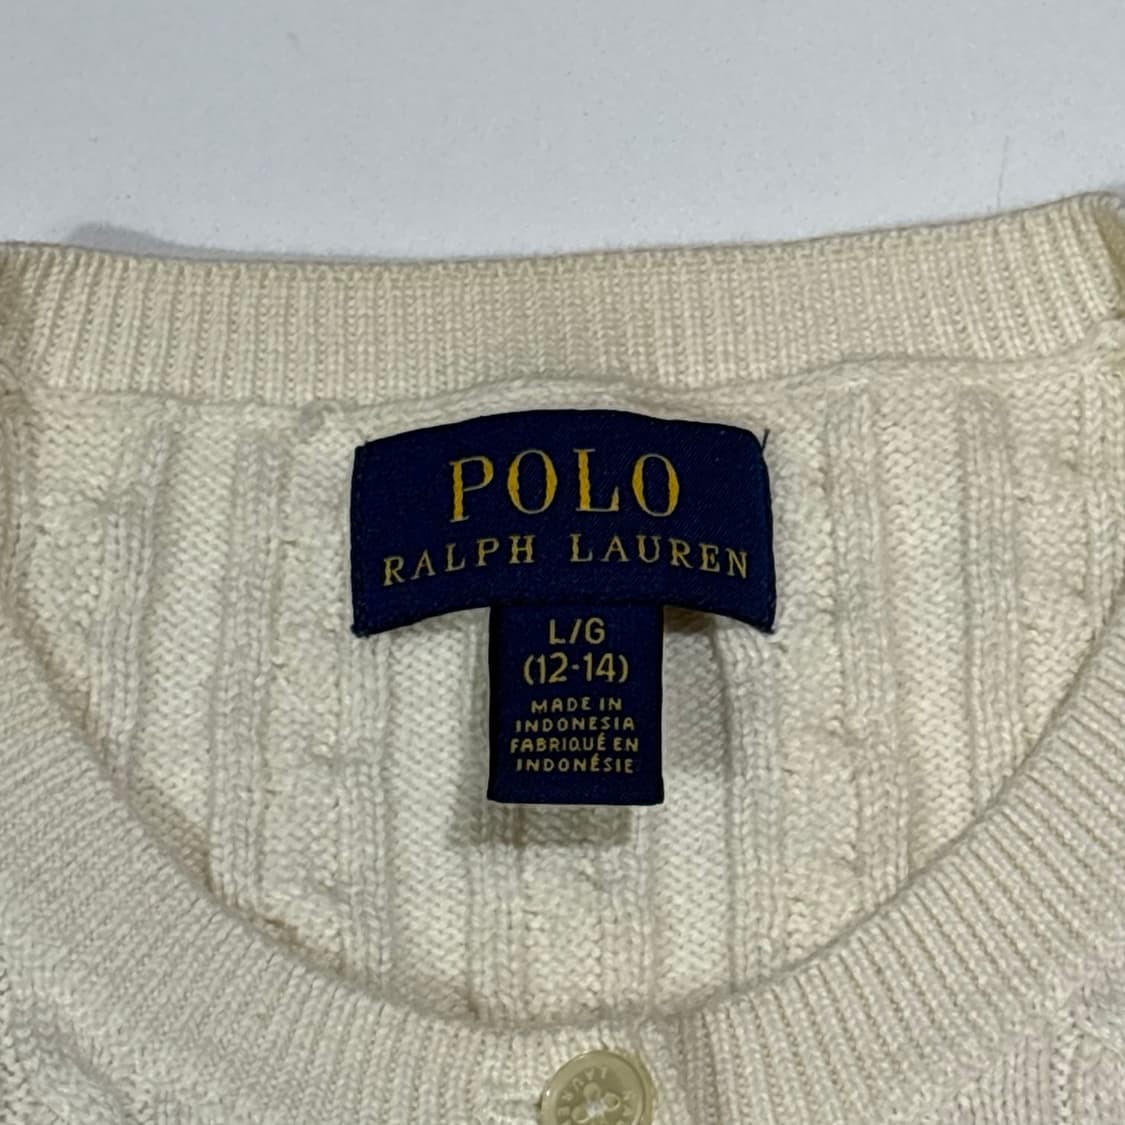 POLO
RALPH LAUREN
L/G
(12-14)
MADE IN
INDONESIA
FABRIQUÉ EN
INDONÉSIE